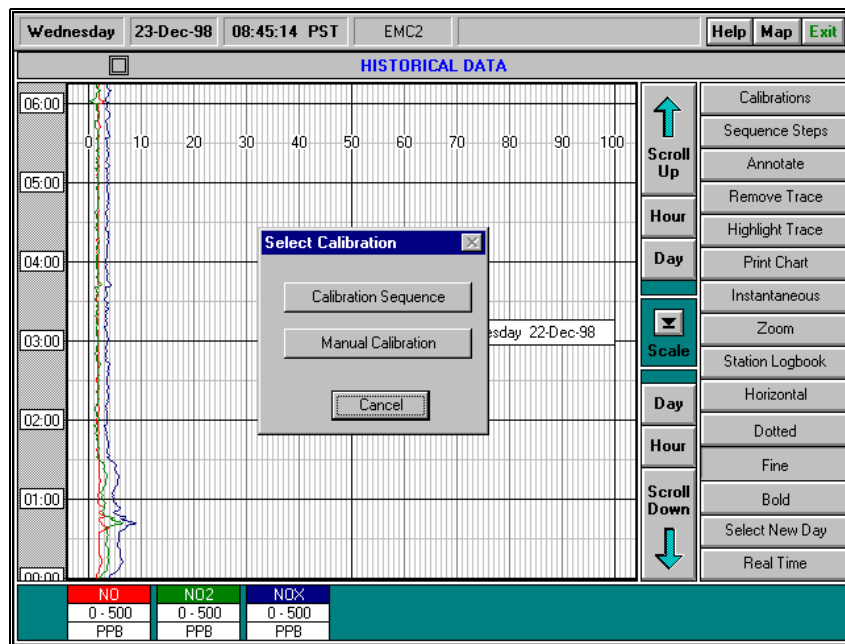 Wednesday 23-Dec-98 08:45:14 PST EMC2 Help Map Exit
HISTORICAL DATA
06:00
0 10 20 30 40 50 60 70 80 90 100
05:00
04:00
03:00
02:00
01:00
00:00
Select Calibration
Calibration Sequence
Manual Calibration
Cancel
22-Dec-98
Scroll
Up
Hour
Day
Scale
Day
Hour
Scroll
Down
Calibrations
Sequence Steps
Annotate
Remove Trace
Highlight Trace
Print Chart
Instantaneous
Zoom
Station Logbook
Horizontal
Dotted
Fine
Bold
Select New Day
Real Time
NO NO2 NOX
0 - 500 0 - 500 0 - 500
PPB PPB PPB